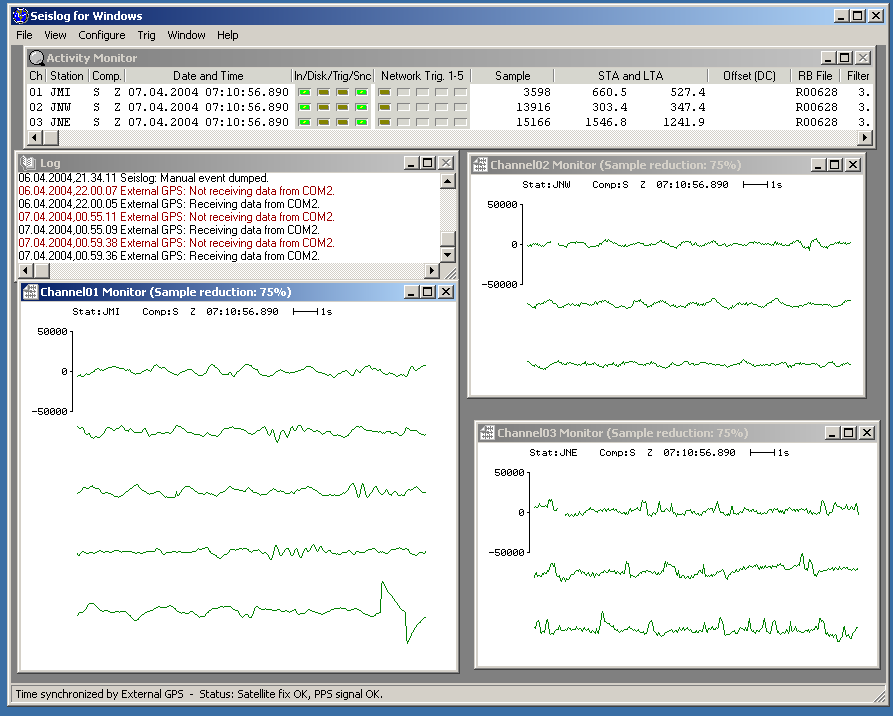 Seislog for Windows
File View Configure Trig Window Help
Activity Monitor
Ch Station Comp. Date and Time In/Disk/Trig/Snc Network Trig. 1-5 Sample STA and LTA Offset (DC) RB File Filter
01 JMI S Z 07.04.2004 07:10:56.890 3598 660.5 527.4 R00628 3.
02 JNW S Z 07.04.2004 07:10:56.890 13916 303.4 347.4 R00628 3.
03 JNE S Z 07.04.2004 07:10:56.890 15166 1546.8 1241.9 R00628 3.
Log
06.04.2004,21.34.11 Seislog: Manual event dumped.
06.04.2004,22.00.07 External GPS: Not receiving data from COM2.
06.04.2004,22.00.05 External GPS: Receiving data from COM2.
07.04.2004,00.55.11 External GPS: Not receiving data from COM2.
07.04.2004,00.55.09 External GPS: Receiving data from COM2.
07.04.2004,00.59.38 External GPS: Not receiving data from COM2.
07.04.2004,00.59.36 External GPS: Receiving data from COM2.
Channel02 Monitor (Sample reduction: 75%)
Stat:JNW Comp:S Z 07:10:56.890 1s
50000
0
-50000
Channel01 Monitor (Sample reduction: 75%)
Stat:JMI Comp:S Z 07:10:56.890 1s
50000
0
-50000
Channel03 Monitor (Sample reduction: 75%)
Stat:JNE Comp:S Z 07:10:56.890 1s
50000
0
-50000
Time synchronized by External GPS - Status: Satellite fix OK, PPS signal OK.